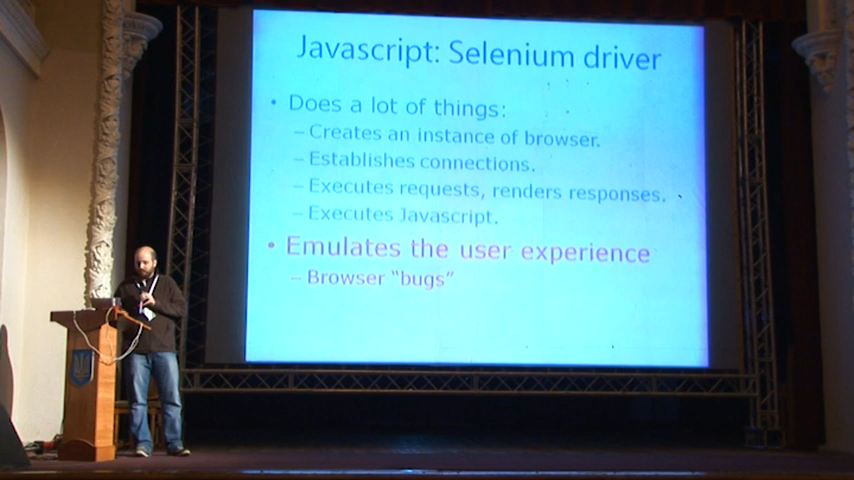 Javascript: Selenium driver
• Does a lot of things:
– Creates an instance of browser.
– Establishes connections.
– Executes requests, renders responses.
– Executes Javascript.
• Emulates the user experience
– Browser “bugs”